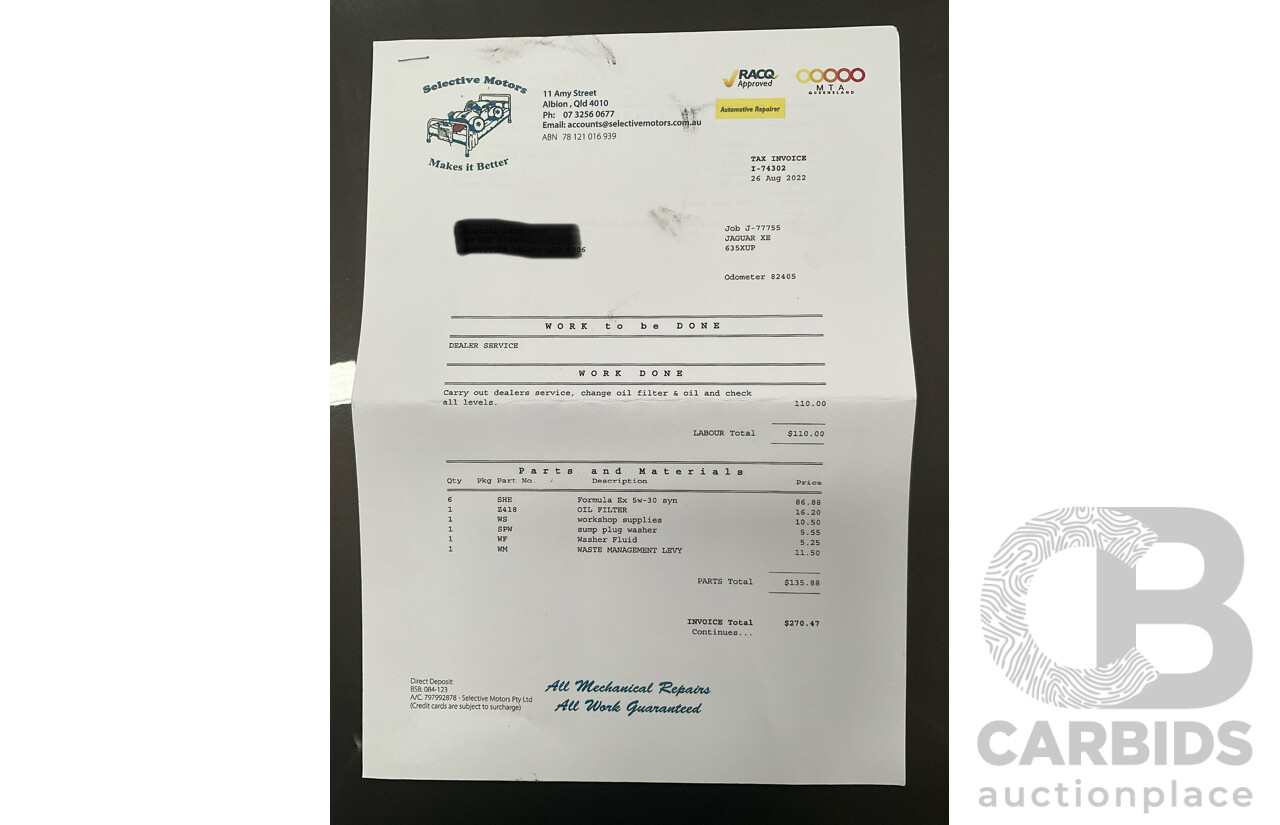 Selective Motors
Makes it Better
11 Amy Street
Albion , Qld 4010
Ph: 07 3256 0677
Email: accounts@selectivemotors.com.au
ABN 78 121 016 939
RACQ
Approved
Automotive Repairer
MTA
QUEENSLAND
TAX INVOICE
I-74302
26 Aug 2022
Job J-77755
JAGUAR XE
635XUP
Odometer 82405
WORK to be DONE
DEALER SERVICE
WORK DONE
Carry out dealers service, change oil filter & oil and check
all levels. 110.00
LABOUR Total $110.00
Parts and Materials
Qty Pkg Part No. Description Price
6 SHE Formula Ex 5w-30 syn 86.88
1 Z418 OIL FILTER 16.20
1 WS workshop supplies 10.50
1 SPW sump plug washer 5.55
1 WF Washer Fluid 5.25
1 WM WASTE MANAGEMENT LEVY 11.50
PARTS Total $135.88
INVOICE Total $270.47
Continues...
Direct Deposit:
BSB: 084-123
A/C: 797992878 - Selective Motors Pty Ltd
(Credit cards are subject to surcharge)
All Mechanical Repairs
All Work Guaranteed
CB
CARBIDS
auctionplace